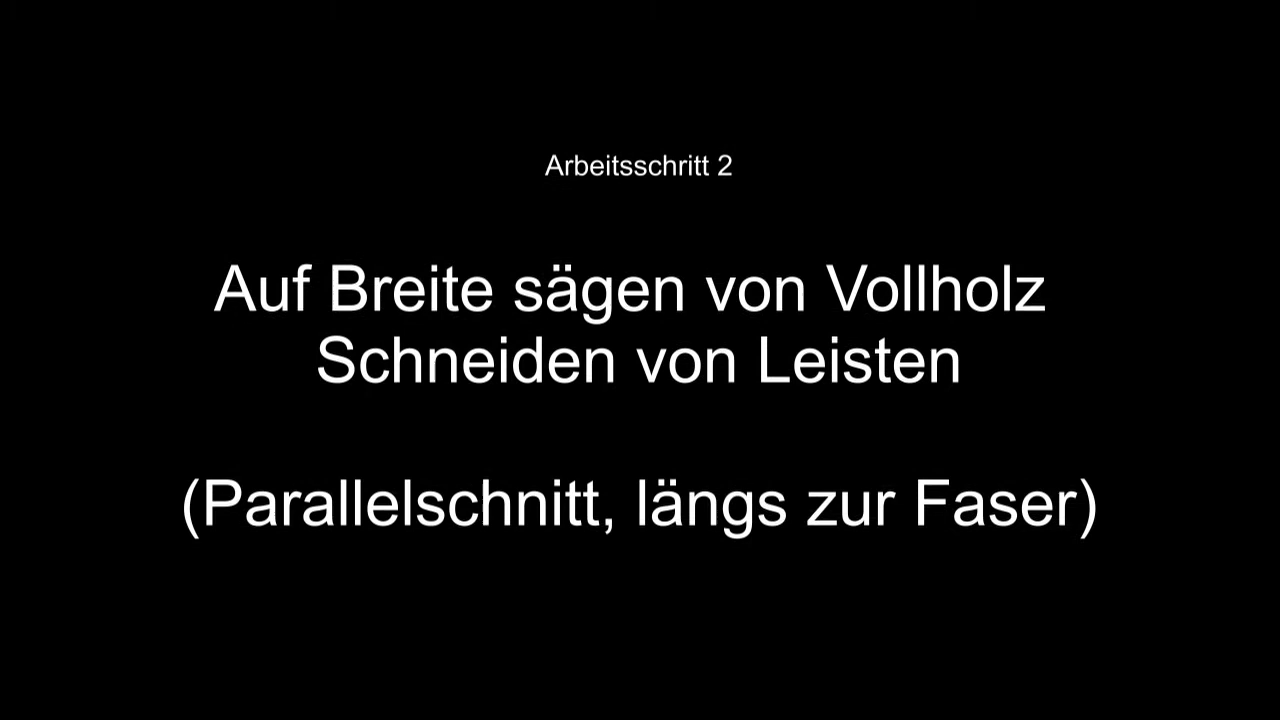 Arbeitsschritt 2
Auf Breite sägen von Vollholz
Schneiden von Leisten
(Parallelschnitt, längs zur Faser)